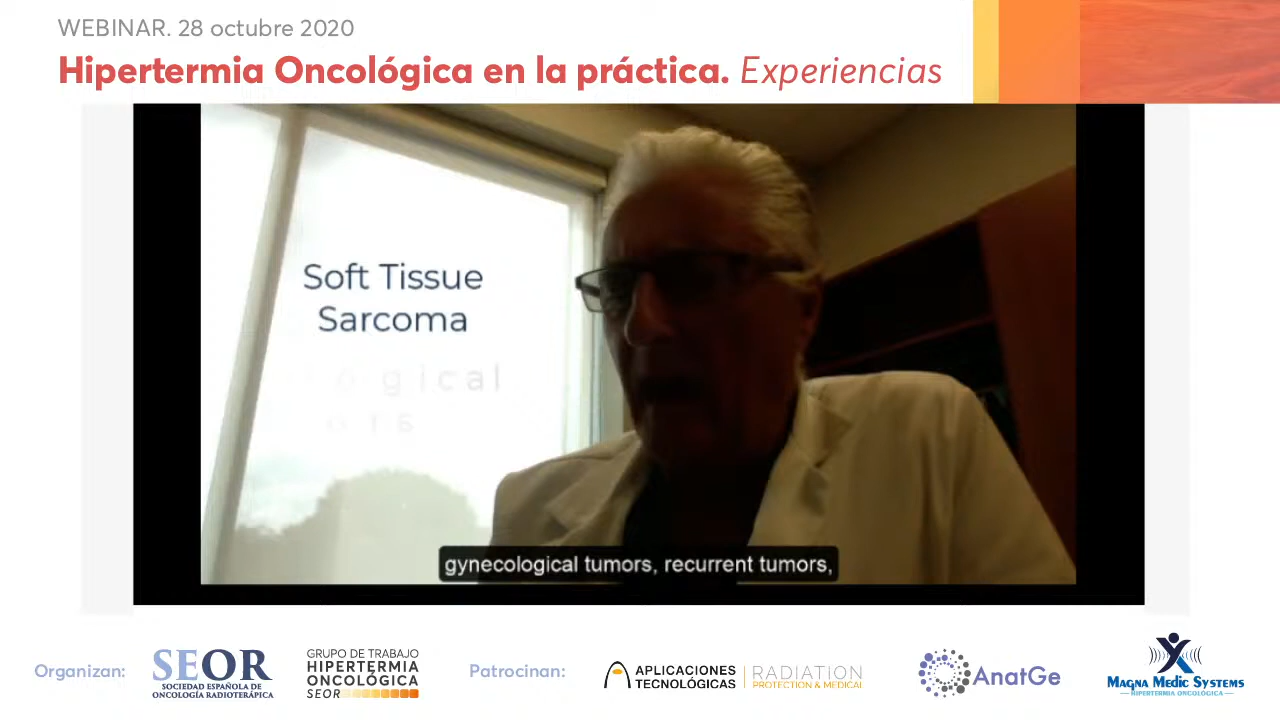 WEBINAR. 28 octubre 2020
Hipertermia Oncológica en la práctica. Experiencias
Soft Tissue
Sarcoma
gynecological tumors, recurrent tumors,
Organizan:
SEOR
SOCIEDAD ESPAÑOLA DE
ONCOLOGÍA RADIOTERÁPICA
GRUPO DE TRABAJO
HIPERTERMIA
ONCOLÓGICA
SEOR
Patrocinan:
APLICACIONES
TECNOLÓGICAS
RADIATION
PROTECTION & MEDICAL
AnatGe
MAGNA MEDIC SYSTEMS
HIPERTERMIA ONCOLÓGICA